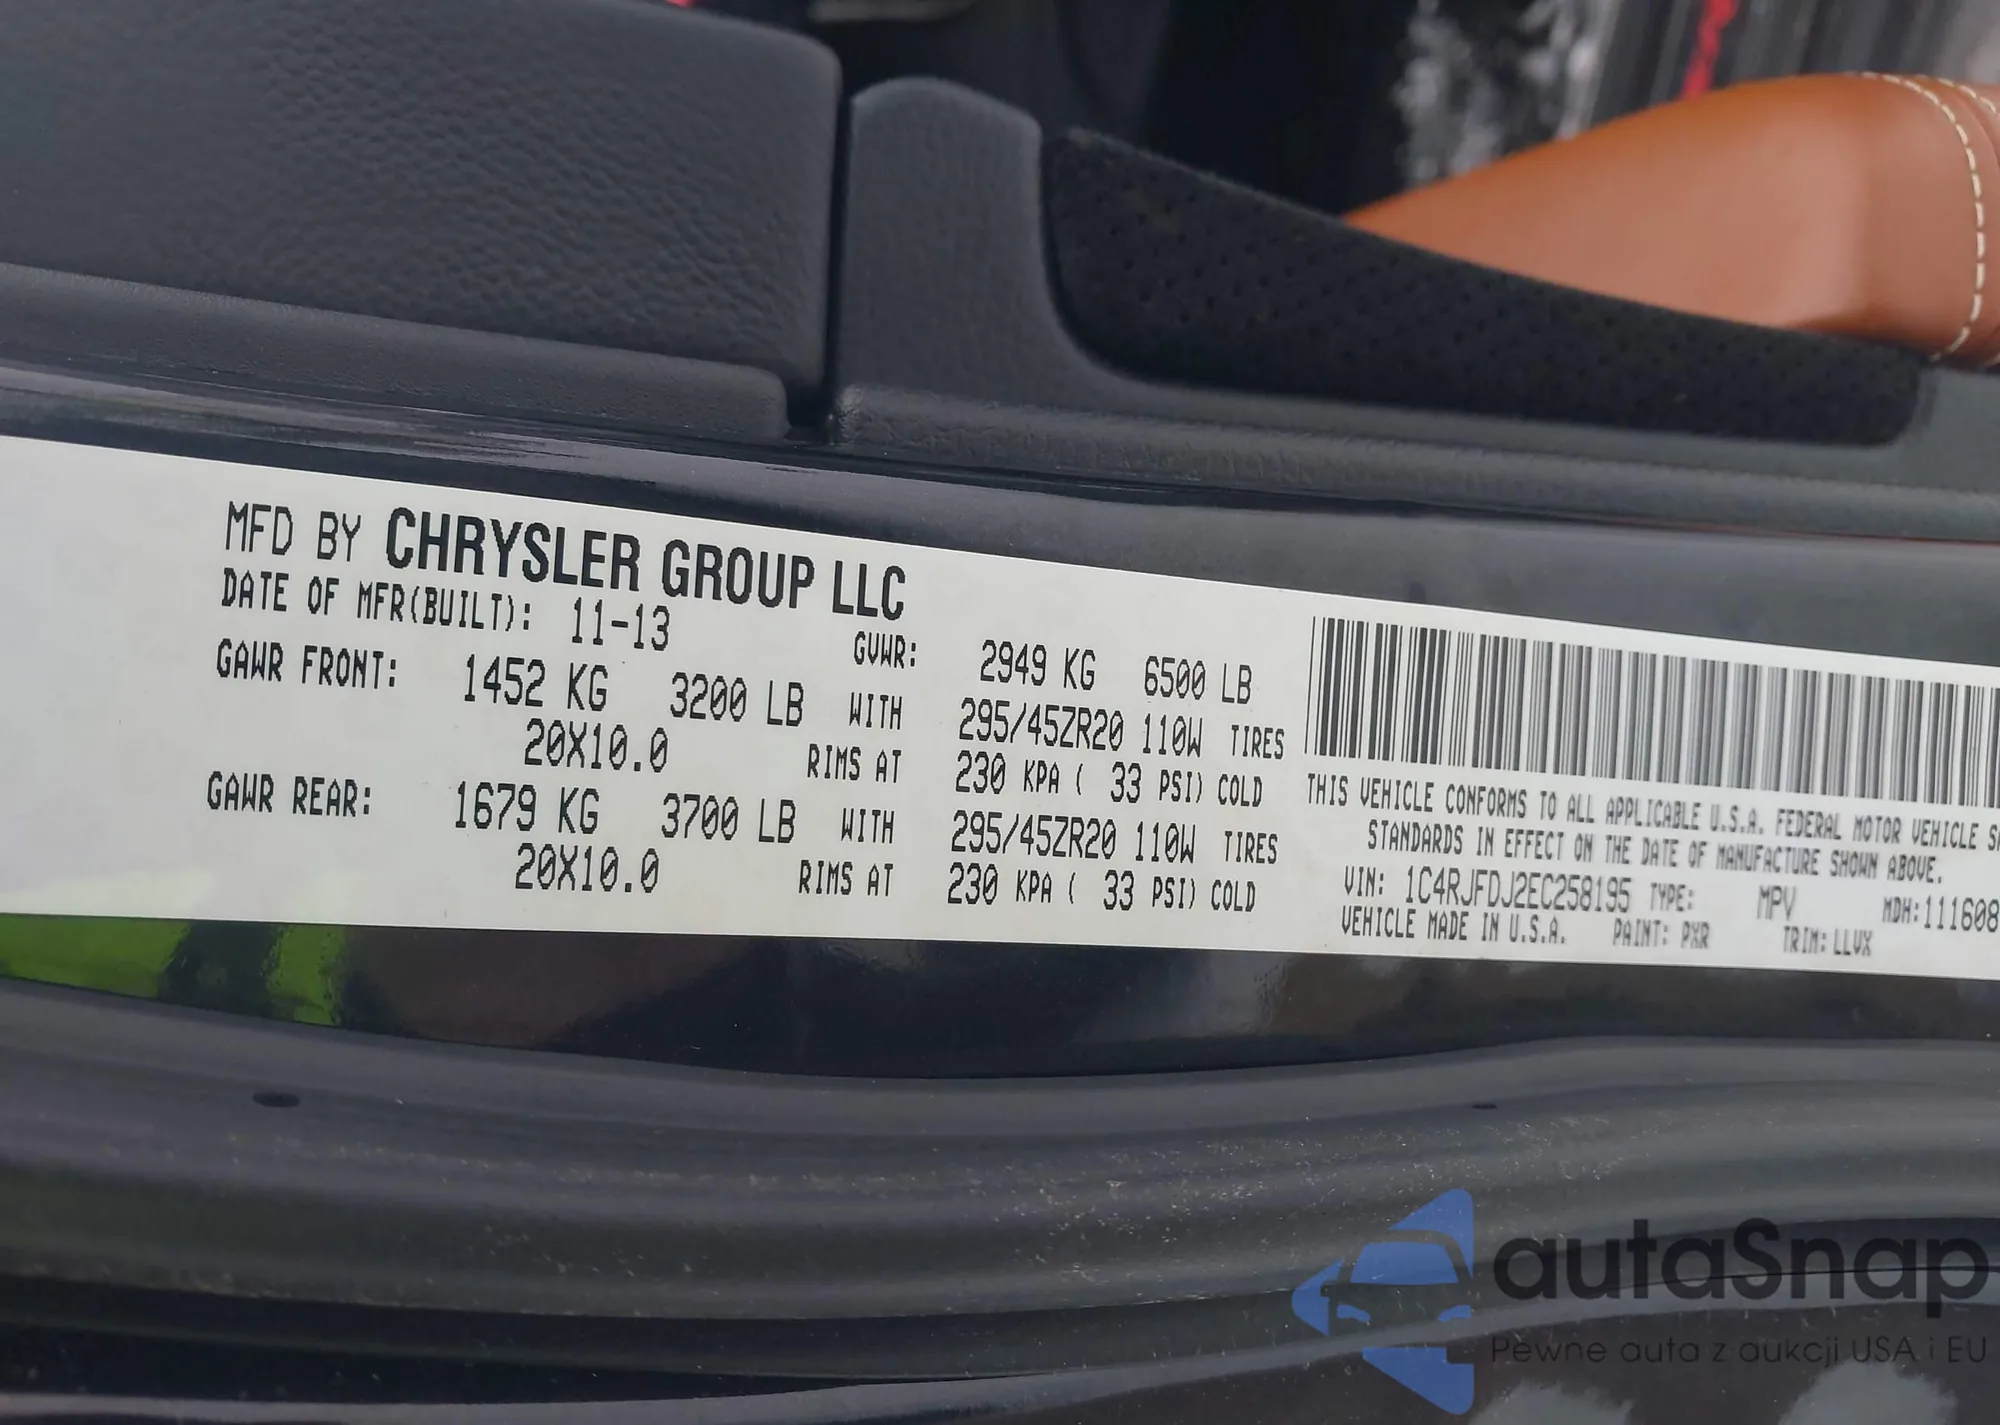 MFD BY CHRYSLER GROUP LLC
DATE OF MFR(BUILT): 11-13 GVWR: 2949 KG 6500 LB
GAWR FRONT: 1452 KG 3200 LB WITH 295/45ZR20 110W TIRES
20X10.0 RIMS AT 230 KPA ( 33 PSI) COLD
GAWR REAR: 1679 KG 3700 LB WITH 295/45ZR20 110W TIRES
20X10.0 RIMS AT 230 KPA ( 33 PSI) COLD
THIS VEHICLE CONFORMS TO ALL APPLICABLE U.S.A. FEDERAL MOTOR VEHICLE
STANDARDS IN EFFECT ON THE DATE OF MANUFACTURE SHOWN ABOVE.
VIN: 1C4RJFDJ2EC258195 TYPE: MPV MDH:111608
VEHICLE MADE IN U.S.A. PAINT: PXR TRIM: LLVX
autaSnap
Pewne auta z aukcji USA i EU